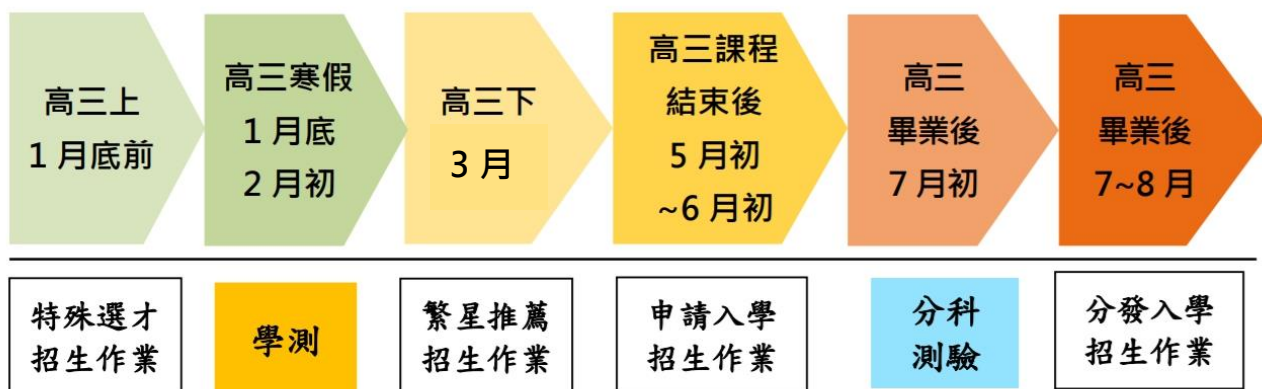 高三上
1月底前
高三寒假
1月底
2月初
高三下
3月
高三課程
結束後
5月初
~6月初
高三
畢業後
7月初
高三
畢業後
7~8月
特殊選才
招生作業
學測
繁星推薦
招生作業
申請入學
招生作業
分科
測驗
分發入學
招生作業